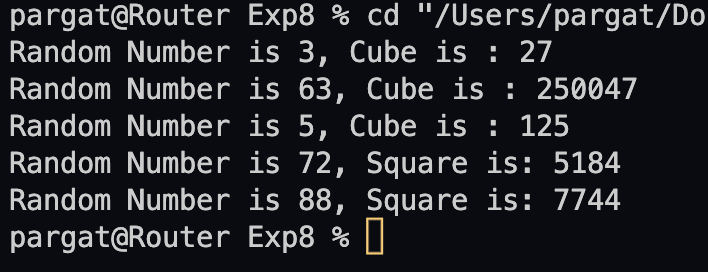 pargat@Router Exp8 % cd "/Users/pargat/Do
Random Number is 3, Cube is : 27
Random Number is 63, Cube is : 250047
Random Number is 5, Cube is : 125
Random Number is 72, Square is: 5184
Random Number is 88, Square is: 7744
pargat@Router Exp8 %